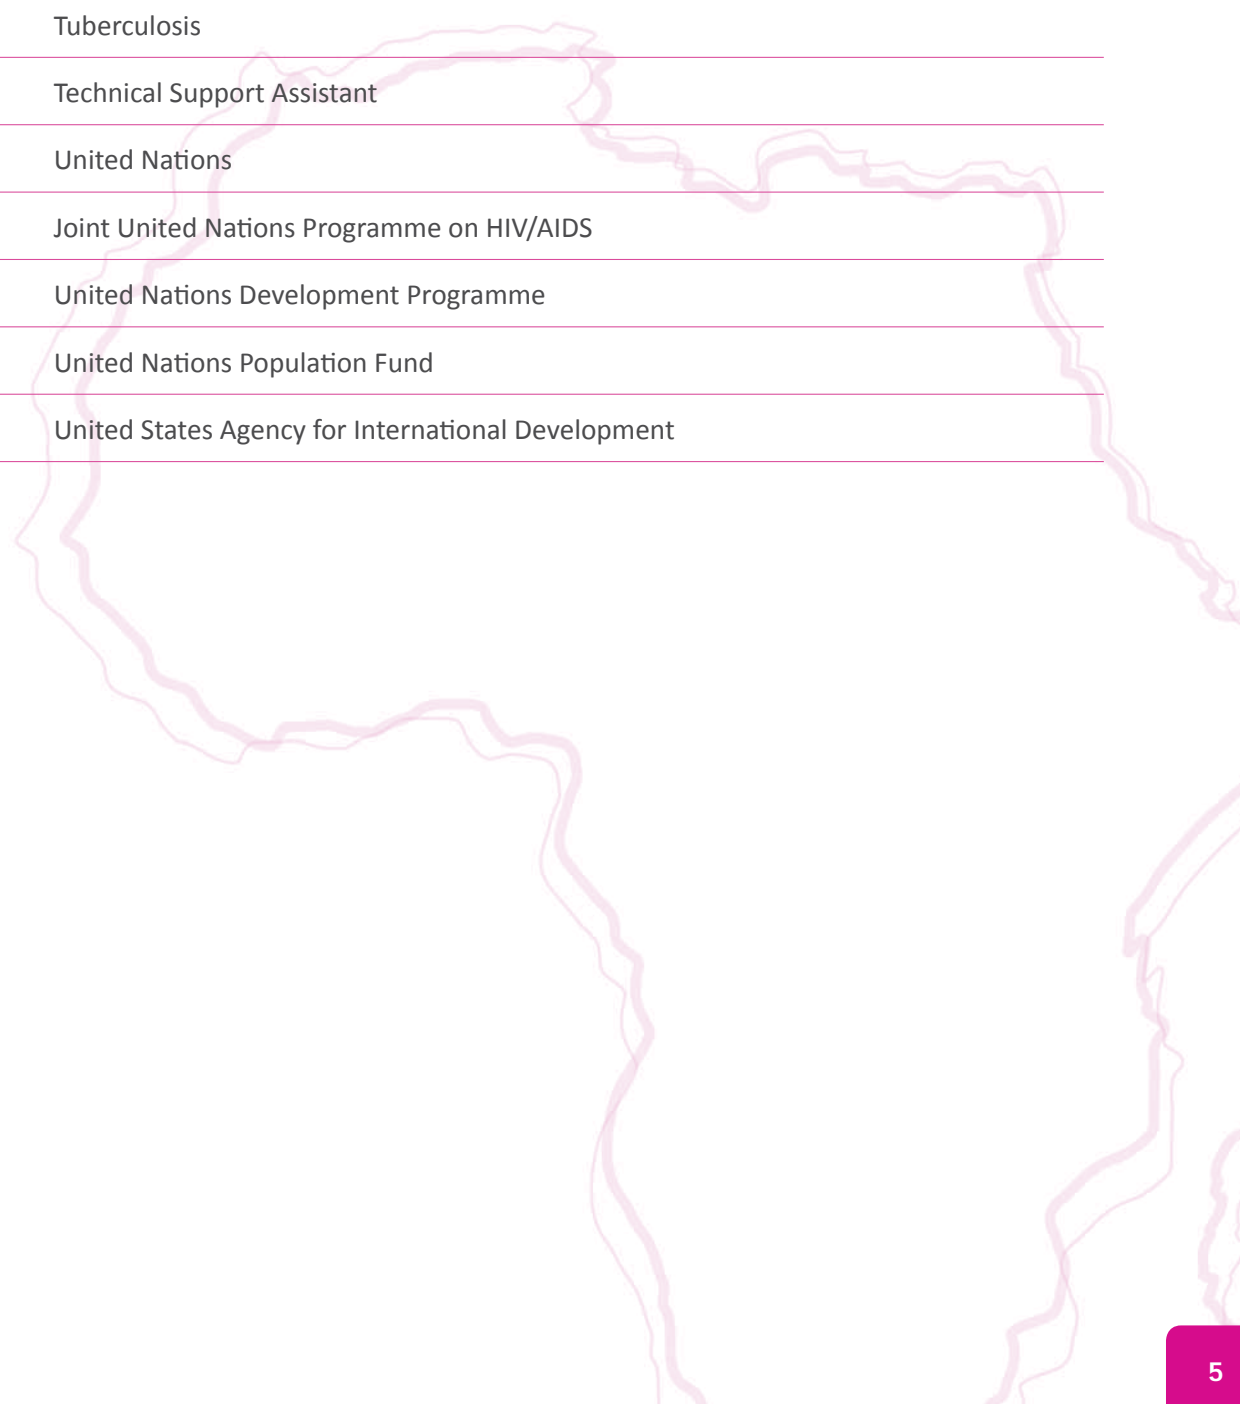 Tuberculosis
Technical Support Assistant
United Nations
Joint United Nations Programme on HIV/AIDS
United Nations Development Programme
United Nations Population Fund
United States Agency for International Development
5